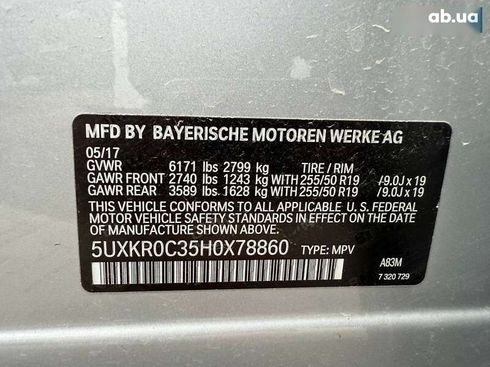 ab.ua
MFD BY BAYERISCHE MOTOREN WERKE AG
05/17
GVWR 6171 lbs 2799 kg TIRE / RIM
GAWR FRONT 2740 lbs 1243 kg WITH 255/50 R19 /9.0J x 19
GAWR REAR 3589 lbs 1628 kg WITH 255/50 R19 /9.0J x 19
THIS VEHICLE CONFORMS TO ALL APPLICABLE U. S. FEDERAL
MOTOR VEHICLE SAFETY STANDARDS IN EFFECT ON THE DATE
OF MANUFACTURE SHOWN ABOVE.
5UXKR0C35H0X78860 TYPE: MPV
A83M
7 320 729